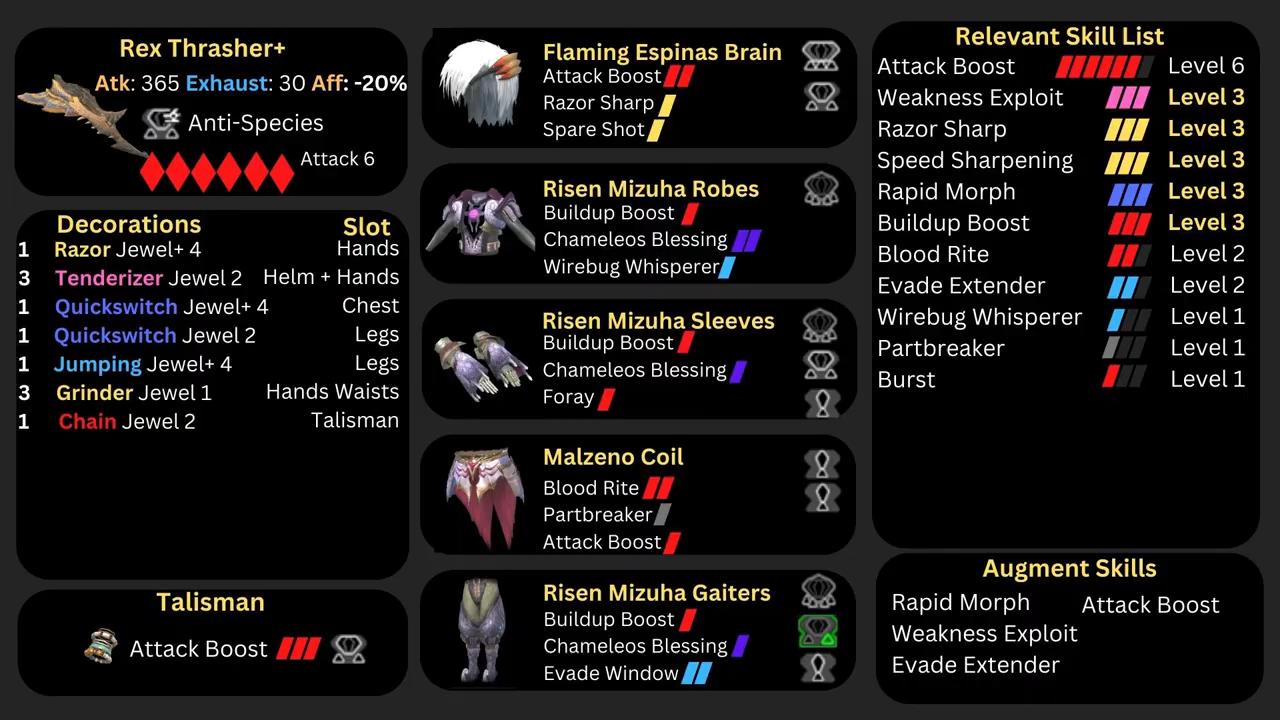 Rex Thrasher+
Atk: 365 Exhaust: 30 Aff: -20%
Anti-Species
Attack 6
Decorations Slot
1 Razor Jewel+ 4 Hands
3 Tenderizer Jewel 2 Helm + Hands
1 Quickswitch Jewel+ 4 Chest
1 Quickswitch Jewel 2 Legs
1 Jumping Jewel+ 4 Legs
3 Grinder Jewel 1 Hands Waists
1 Chain Jewel 2 Talisman
Talisman
Attack Boost
Flaming Espinas Brain
Attack Boost
Razor Sharp
Spare Shot
Risen Mizuha Robes
Buildup Boost
Chameleos Blessing
Wirebug Whisperer
Risen Mizuha Sleeves
Buildup Boost
Chameleos Blessing
Foray
Malzeno Coil
Blood Rite
Partbreaker
Attack Boost
Risen Mizuha Gaiters
Buildup Boost
Chameleos Blessing
Evade Window
Relevant Skill List
Attack Boost Level 6
Weakness Exploit Level 3
Razor Sharp Level 3
Speed Sharpening Level 3
Rapid Morph Level 3
Buildup Boost Level 3
Blood Rite Level 2
Evade Extender Level 2
Wirebug Whisperer Level 1
Partbreaker Level 1
Burst Level 1
Augment Skills
Rapid Morph Attack Boost
Weakness Exploit
Evade Extender